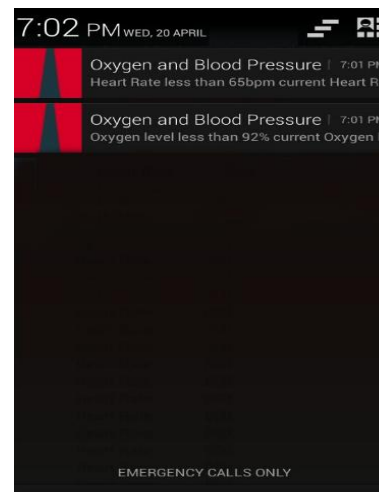 7:02 PM WED, 20 APRIL
Oxygen and Blood Pressure 7:01 PM
Heart Rate less than 65bpm current Heart R
Oxygen and Blood Pressure 7:01 PM
Oxygen level less than 92% current Oxygen
EMERGENCY CALLS ONLY